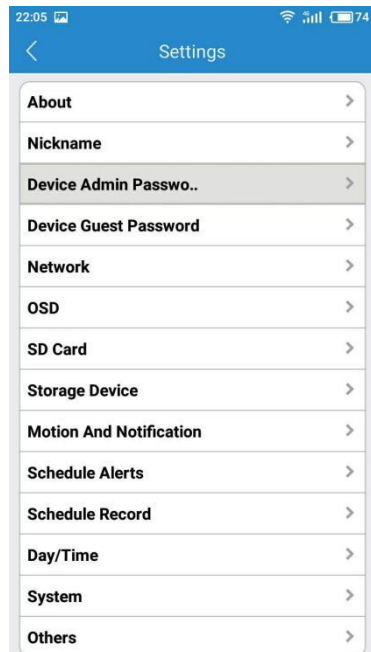 22:05 74
Settings
About
Nickname
Device Admin Passwo..
Device Guest Password
Network
OSD
SD Card
Storage Device
Motion And Notification
Schedule Alerts
Schedule Record
Day/Time
System
Others